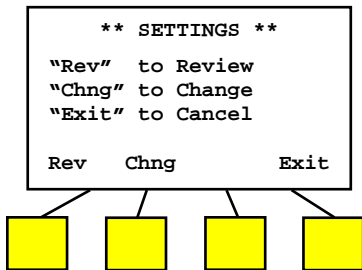 ** SETTINGS **
“Rev” to Review
“Chng” to Change
“Exit” to Cancel
Rev Chng Exit